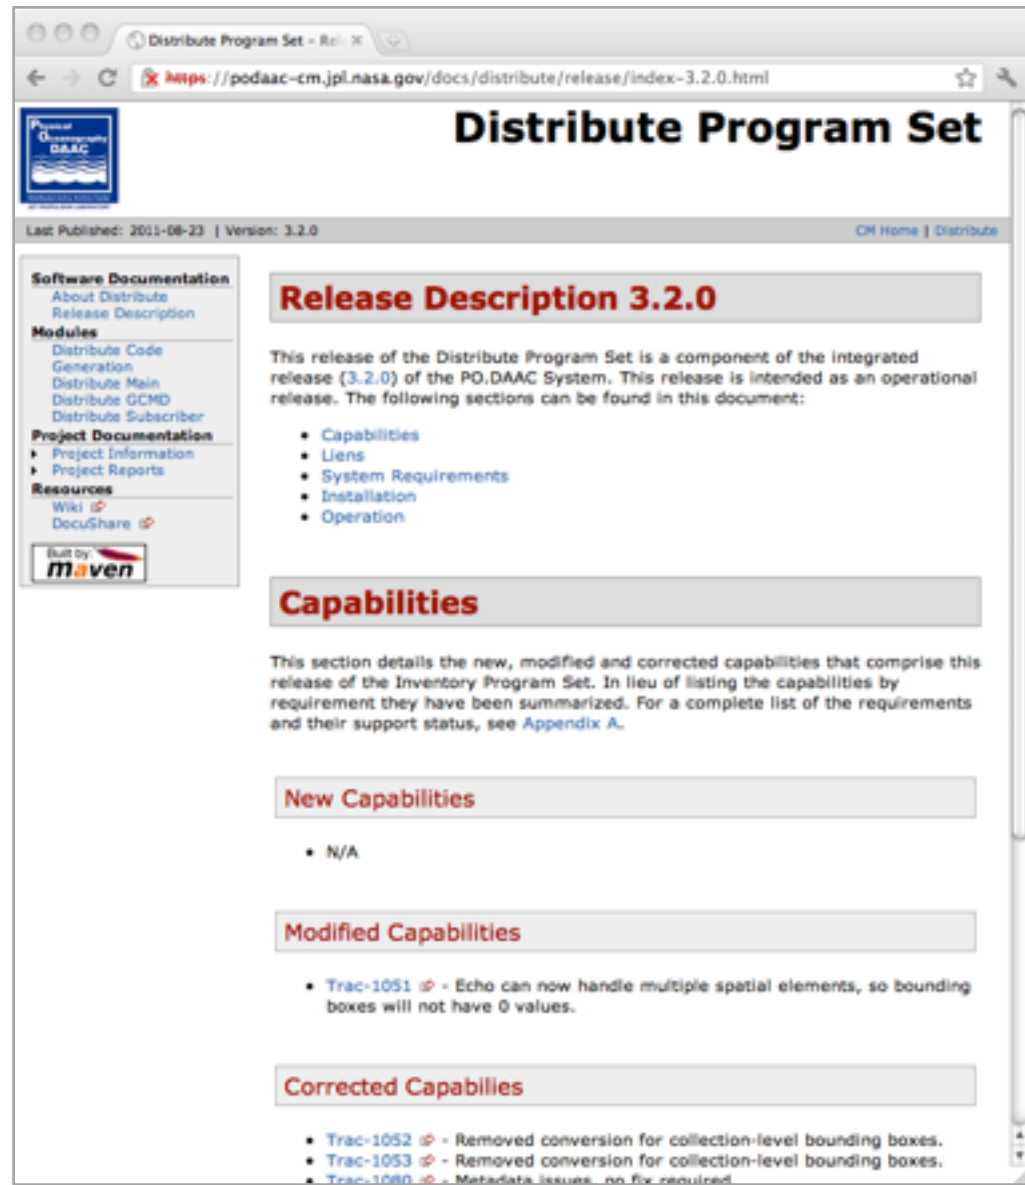 Distribute Program Set – Rel
https://podaac-cm.jpl.nasa.gov/docs/distribute/release/index-3.2.0.html
Physical
Oceanography
DAAC
Distribute Program Set
Last Published: 2011-08-23 | Version: 3.2.0
CM Home | Distribute
Software Documentation
About Distribute
Release Description
Modules
Distribute Code
Generation
Distribute Main
Distribute GCMD
Distribute Subscriber
Project Documentation
Project Information
Project Reports
Resources
Wiki
DocuShare
Built by:
maven
Release Description 3.2.0
This release of the Distribute Program Set is a component of the integrated
release (3.2.0) of the PO.DAAC System. This release is intended as an operational
release. The following sections can be found in this document:
• Capabilities
• Liens
• System Requirements
• Installation
• Operation
Capabilities
This section details the new, modified and corrected capabilities that comprise this
release of the Inventory Program Set. In lieu of listing the capabilities by
requirement they have been summarized. For a complete list of the requirements
and their support status, see Appendix A.
New Capabilities
• N/A
Modified Capabilities
• Trac-1051 - Echo can now handle multiple spatial elements, so bounding
boxes will not have 0 values.
Corrected Capabilies
• Trac-1052 - Removed conversion for collection-level bounding boxes.
• Trac-1053 - Removed conversion for collection-level bounding boxes.
• Trac-1080 - Metadata issues, no fix required.